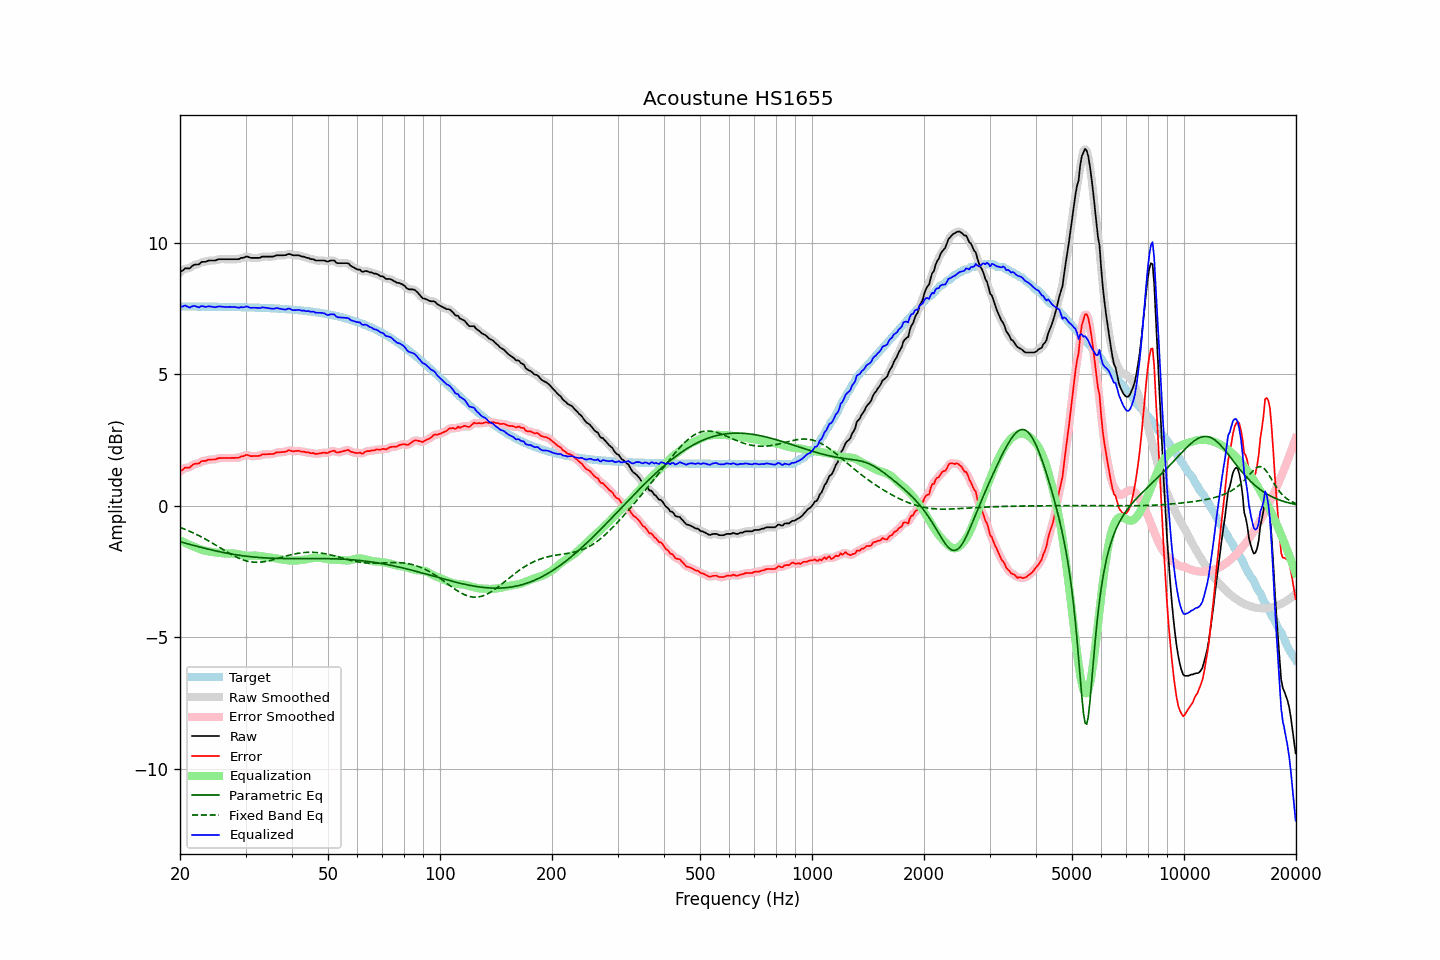 Acoustune HS1655
Amplitude (dBr)
10
5
0
−5
−10
Target
Raw Smoothed
Error Smoothed
Raw
Error
Equalization
Parametric Eq
Fixed Band Eq
Equalized
20 50 100 200 500 1000 2000 5000 10000 20000
Frequency (Hz)